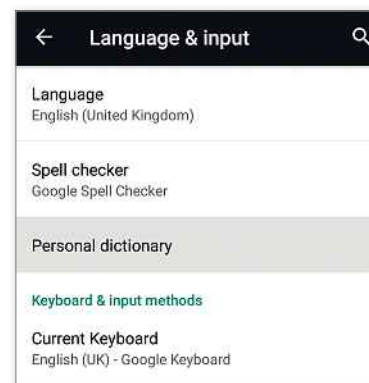 Language & input
Language
English (United Kingdom)
Spell checker
Google Spell Checker
Personal dictionary
Keyboard & input methods
Current Keyboard
English (UK) - Google Keyboard